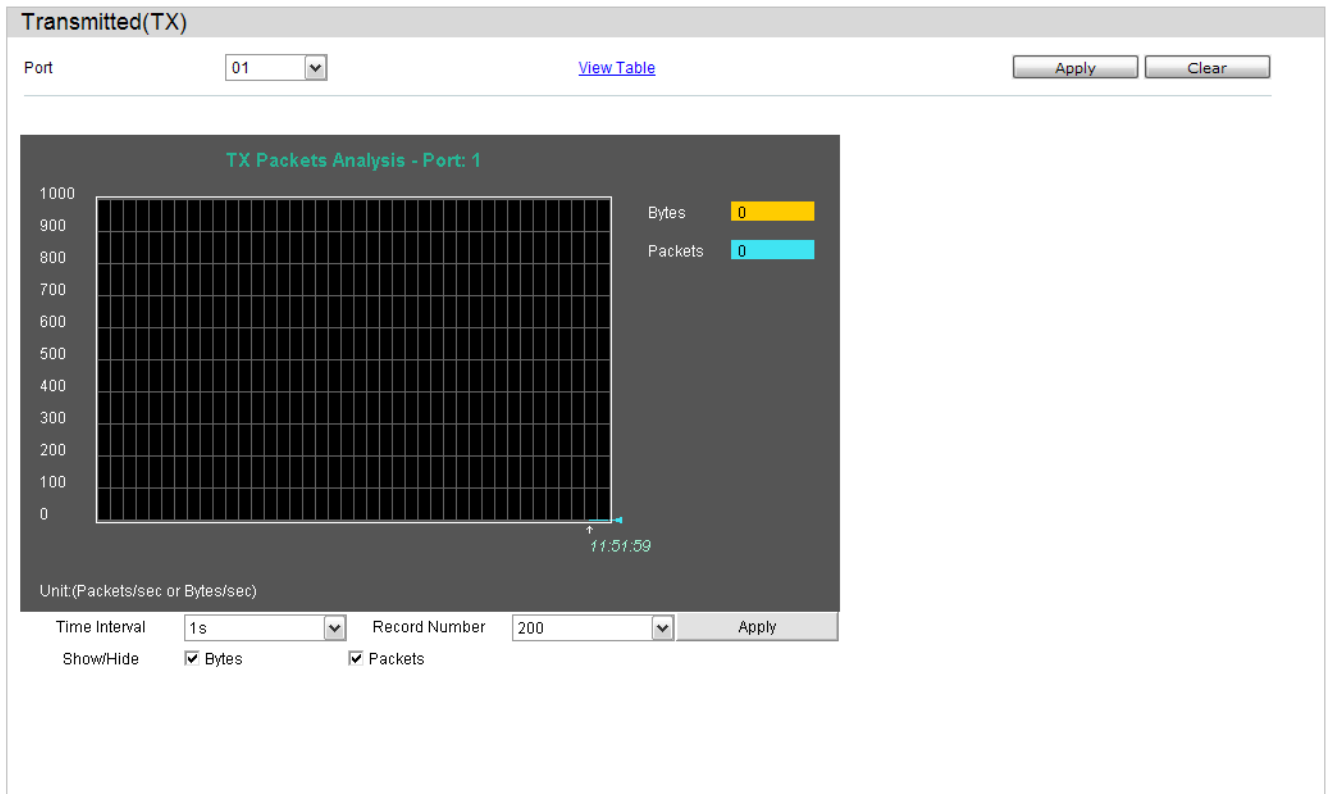 Transmitted(TX)
Port 01 View Table Apply Clear
TX Packets Analysis - Port: 1
1000
900
800
700
600
500
400
300
200
100
0
Bytes 0
Packets 0
11:51:59
Unit:(Packets/sec or Bytes/sec)
Time Interval 1s Record Number 200 Apply
Show/Hide Bytes Packets